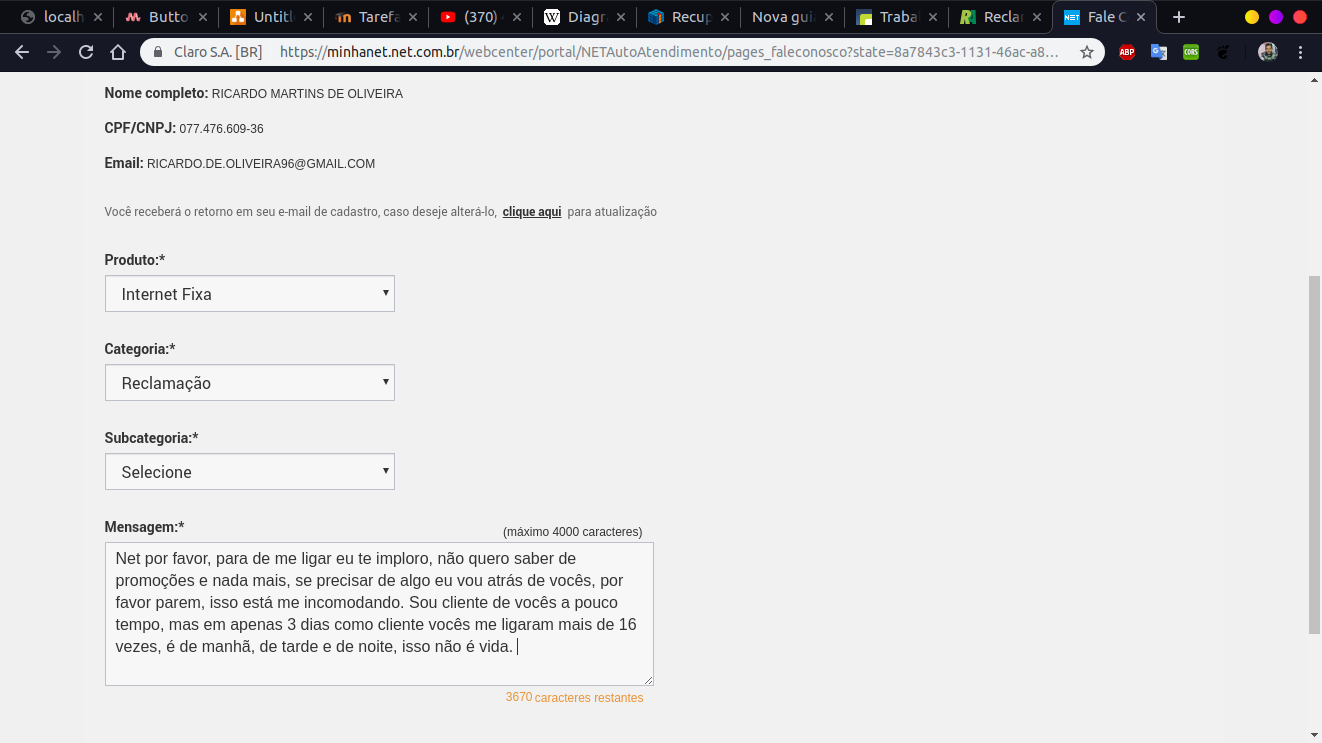 localh
Butto
Untitl
Tarefa
(370)
Diagra
Recup
Nova guia
Trabal
Reclar
Fale C
Claro S.A. [BR] https://minhanet.net.com.br/webcenter/portal/NETAutoAtendimento/pages_faleconosco?state=8a7843c3-1131-46ac-a8…
ABP
CORS
Nome completo: RICARDO MARTINS DE OLIVEIRA
CPF/CNPJ: 077.476.609-36
Email: RICARDO.DE.OLIVEIRA96@GMAIL.COM
Você receberá o retorno em seu e-mail de cadastro, caso deseje alterá-lo, clique aqui para atualização
Produto:*
Internet Fixa
Categoria:*
Reclamação
Subcategoria:*
Selecione
Mensagem:*
(máximo 4000 caracteres)
Net por favor, para de me ligar eu te imploro, não quero saber de
promoções e nada mais, se precisar de algo eu vou atrás de vocês, por
favor parem, isso está me incomodando. Sou cliente de vocês a pouco
tempo, mas em apenas 3 dias como cliente vocês me ligaram mais de 16
vezes, é de manhã, de tarde e de noite, isso não é vida.
3670 caracteres restantes